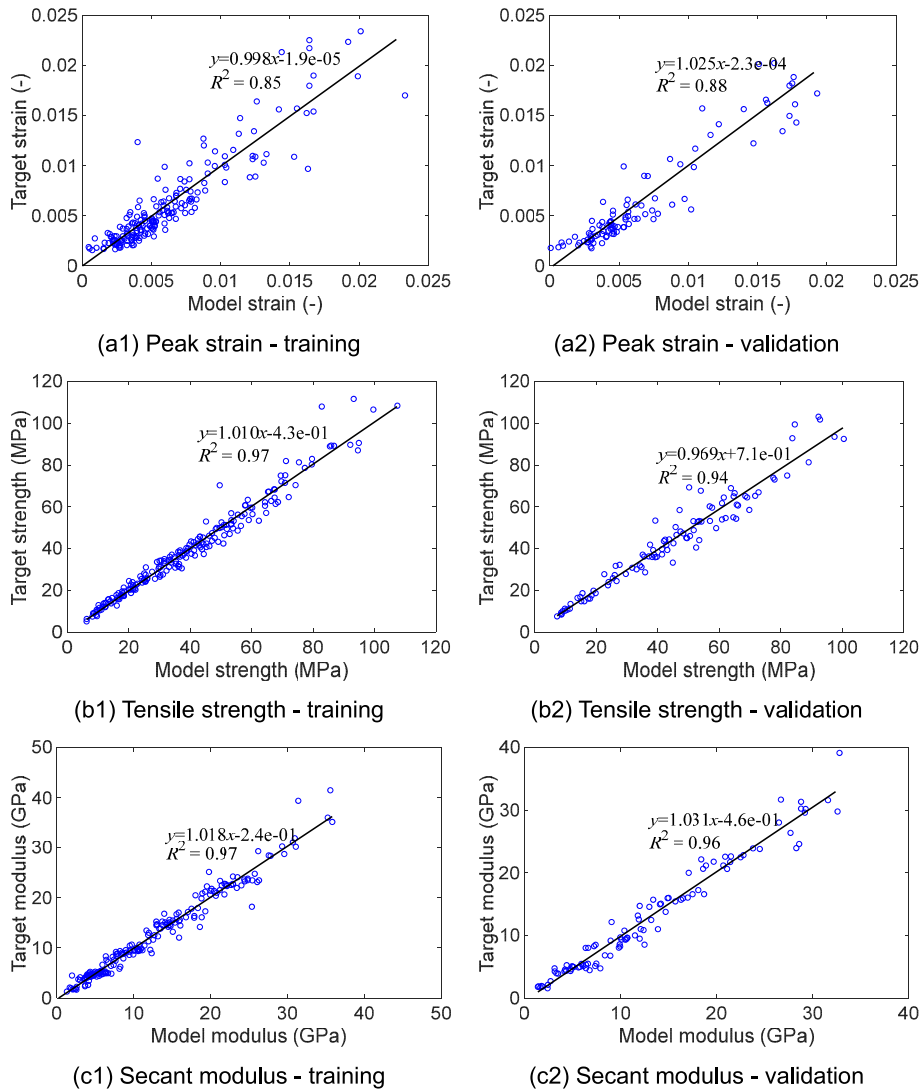 0.025
0.02
0.015
0.01
0.005
0
y=0.998x-1.9e-05
R² = 0.85
0 0.005 0.01 0.015 0.02 0.025
Target strain (-)
Model strain (-)
(a1) Peak strain - training
0.025
0.02
0.015
0.01
0.005
0
y=1.025x-2.3e-04
R² = 0.88
0 0.005 0.01 0.015 0.02 0.025
Target strain (-)
Model strain (-)
(a2) Peak strain - validation
120
100
80
60
40
20
0
y=1.010x-4.3e-01
R² = 0.97
0 20 40 60 80 100 120
Target strength (MPa)
Model strength (MPa)
(b1) Tensile strength - training
120
100
80
60
40
20
0
y=0.969x+7.1e-01
R² = 0.94
0 20 40 60 80 100 120
Target strength (MPa)
Model strength (MPa)
(b2) Tensile strength - validation
50
40
30
20
10
0
y=1.018x-2.4e-01
R² = 0.97
0 10 20 30 40 50
Target modulus (GPa)
Model modulus (GPa)
(c1) Secant modulus - training
40
30
20
10
0
y=1.031x-4.6e-01
R² = 0.96
0 10 20 30 40
Target modulus (GPa)
Model modulus (GPa)
(c2) Secant modulus - validation